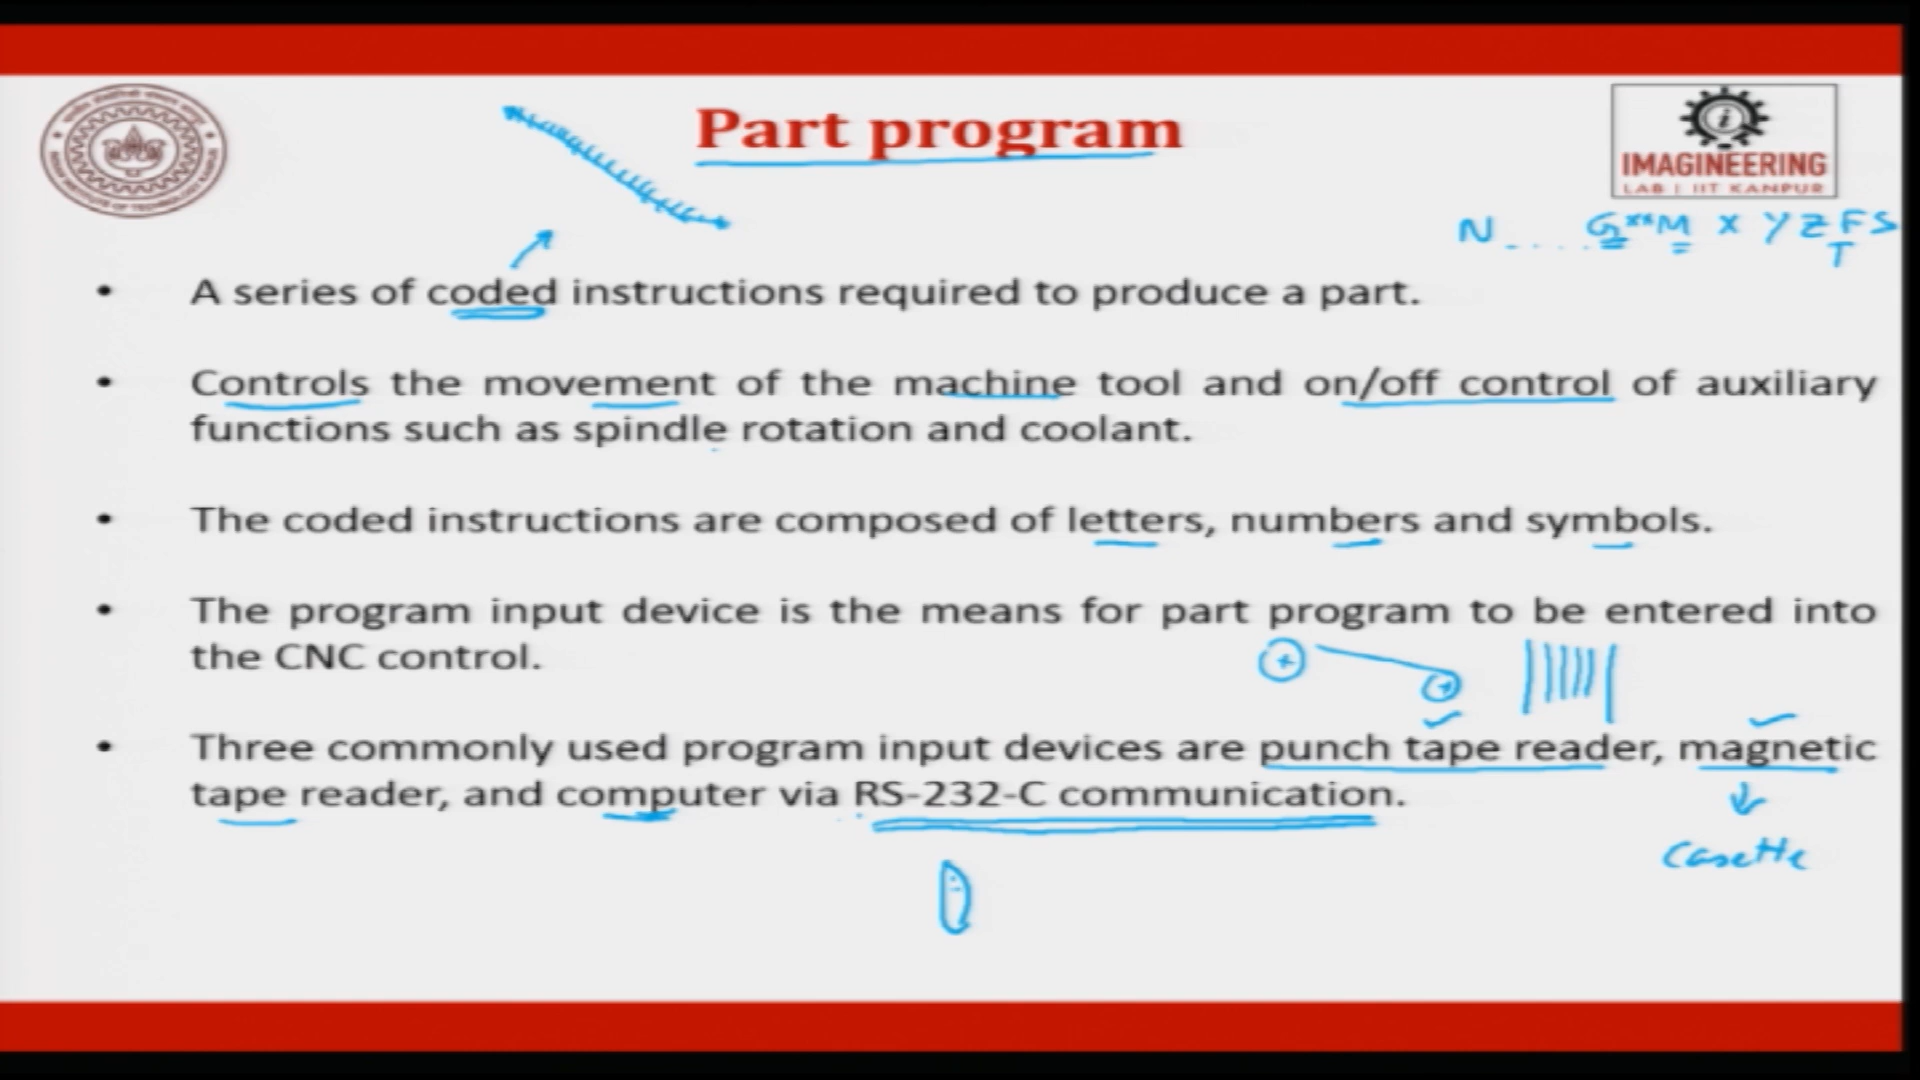 Part program
IMAGINEERING
LAB | IIT KANPUR
N.....G**M X Y Z F S
T
• A series of coded instructions required to produce a part.
• Controls the movement of the machine tool and on/off control of auxiliary
functions such as spindle rotation and coolant.
• The coded instructions are composed of letters, numbers and symbols.
• The program input device is the means for part program to be entered into
the CNC control.
• Three commonly used program input devices are punch tape reader, magnetic
tape reader, and computer via RS-232-C communication.
Casette